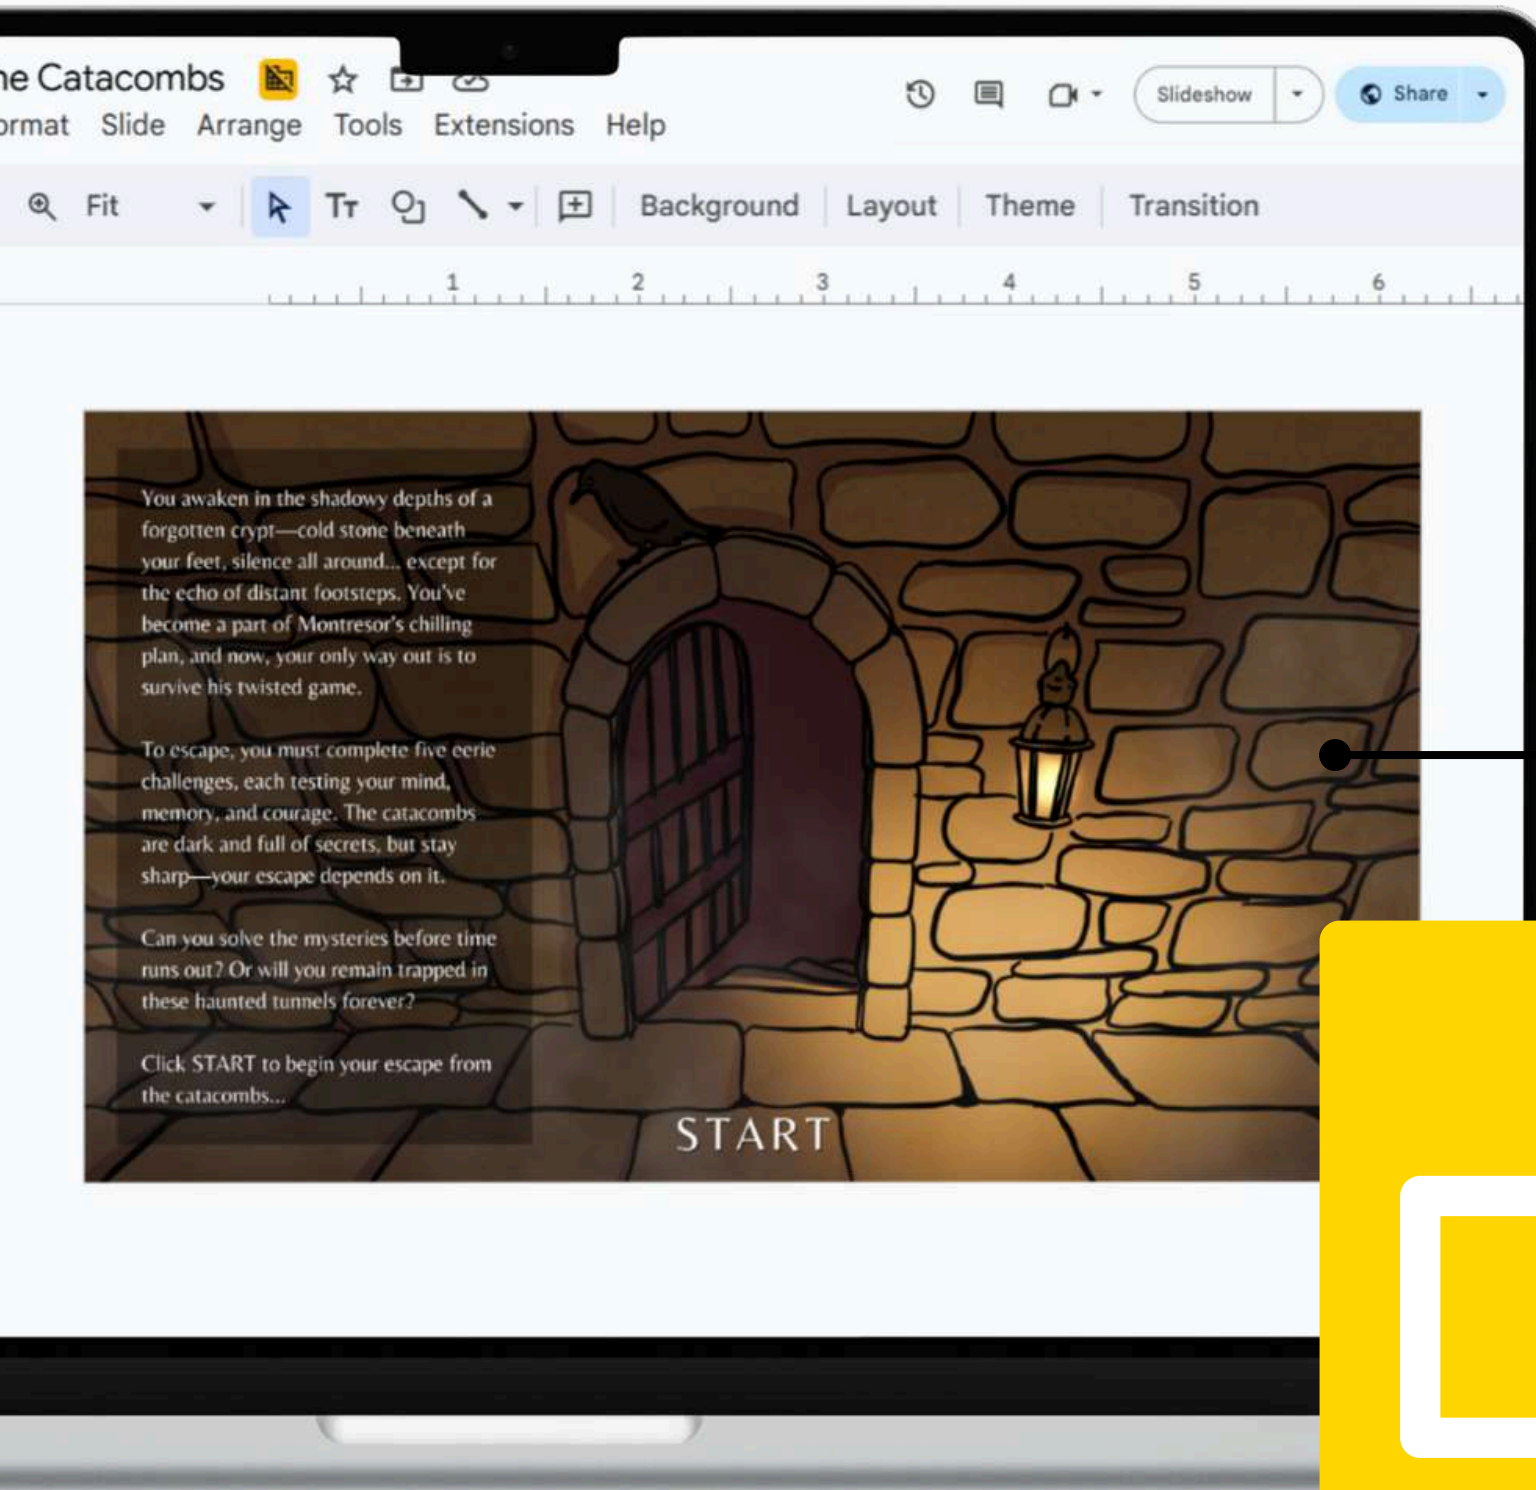 he Catacombs
Slideshow
Share
ormat Slide Arrange Tools Extensions Help
Fit
Background Layout Theme Transition
1 2 3 4 5 6
You awaken in the shadowy depths of a
forgotten crypt—cold stone beneath
your feet, silence all around... except for
the echo of distant footsteps. You've
become a part of Montresor's chilling
plan, and now, your only way out is to
survive his twisted game.
To escape, you must complete five eerie
challenges, each testing your mind,
memory, and courage. The catacombs
are dark and full of secrets, but stay
sharp—your escape depends on it.
Can you solve the mysteries before time
runs out? Or will you remain trapped in
these haunted tunnels forever?
Click START to begin your escape from
the catacombs...
START